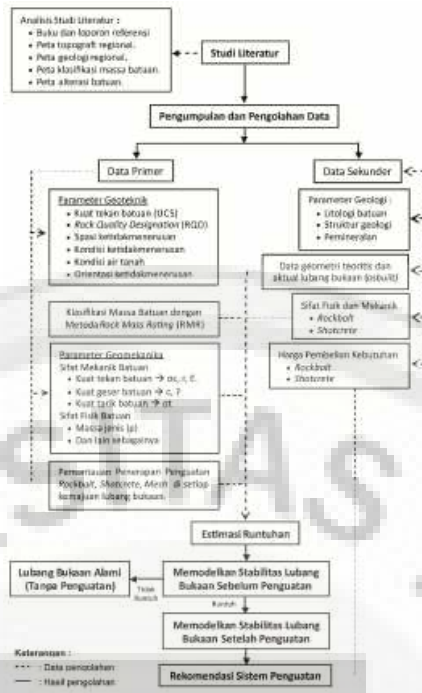 Analisis Studi Literatur :
• Buku dan laporan referensi
• Peta topografi regional.
• Peta geologi regional.
• Peta klasifikasi massa batuan.
• Peta alterasi batuan.
Studi Literatur
Pengumpulan dan Pengolahan Data
Data Primer
Data Sekunder
Parameter Geoteknik
• Kuat tekan batuan (UCS)
• Rock Quality Designation (RQD)
• Spasi ketidakmenerusan
• Kondisi ketidakmenerusan
• Kondisi air tanah
• Orientasi ketidakmenerusan
Parameter Geologi :
• Litologi batuan
• Struktur geologi
• Pemineralan
Data geometri teoritis dan
aktual lubang bukaan (asbuilt)
Klasifikasi Massa Batuan dengan
Metoda Rock Mass Rating (RMR)
Sifat Fisik dan Mekanik
• Rockbolt
• Shotcrete
Parameter Geomekanika
Sifat Mekanik Batuan
• Kuat tekan batuan →
• Kuat geser batuan →
• Kuat tarik batuan →
Sifat Fisik Batuan
• Massa jenis (ρ)
• Dan lain sebagainya
Harga Pembelian Kebutuhan
• Rockbolt
• Shotcrete
Pemantauan Penerapan Penguatan
Rockbolt, Shotcrete, Mesh di setiap
kemajuan lubang bukaan.
SITAS
Estimasi Runtuhan
Lubang Bukaan Alami
(Tanpa Penguatan)
Tidak
Runtuh
Memodelkan Stabilitas Lubang
Bukaan Sebelum Penguatan
Runtuh
Memodelkan Stabilitas Lubang
Bukaan Setelah Penguatan
Rekomendasi Sistem Penguatan
Keterangan :
--- : Data pengolahan
— : Hasil pengolahan